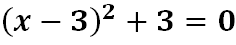 (x − 3)² + 3 = 0